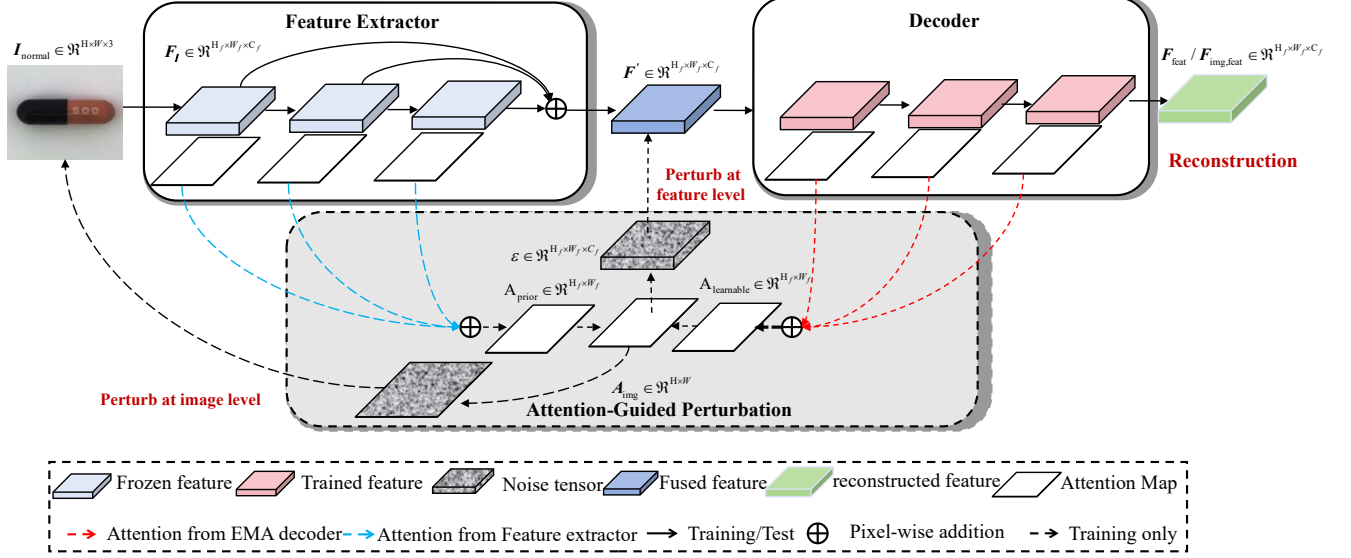 Feature Extractor
Decoder
I_normal ∈ ℜ^{H×W×3}
F_I ∈ ℜ^{H_f×W_f×C_f}
F′ ∈ ℜ^{H_f×W_f×C_f}
F_feat / F_img,feat ∈ ℜ^{H_f×W_f×C_f}
500
Reconstruction
Perturb at
feature level
ε ∈ ℜ^{H_f×W_f×C_f}
A_prior ∈ ℜ^{H_f×W_f}
A_learnable ∈ ℜ^{H_f×W_f}
A_img ∈ ℜ^{H×W}
Perturb at image level
Attention-Guided Perturbation
Frozen feature
Trained feature
Noise tensor
Fused feature
reconstructed feature
Attention Map
Attention from EMA decoder
Attention from Feature extractor
Training/Test
Pixel-wise addition
Training only